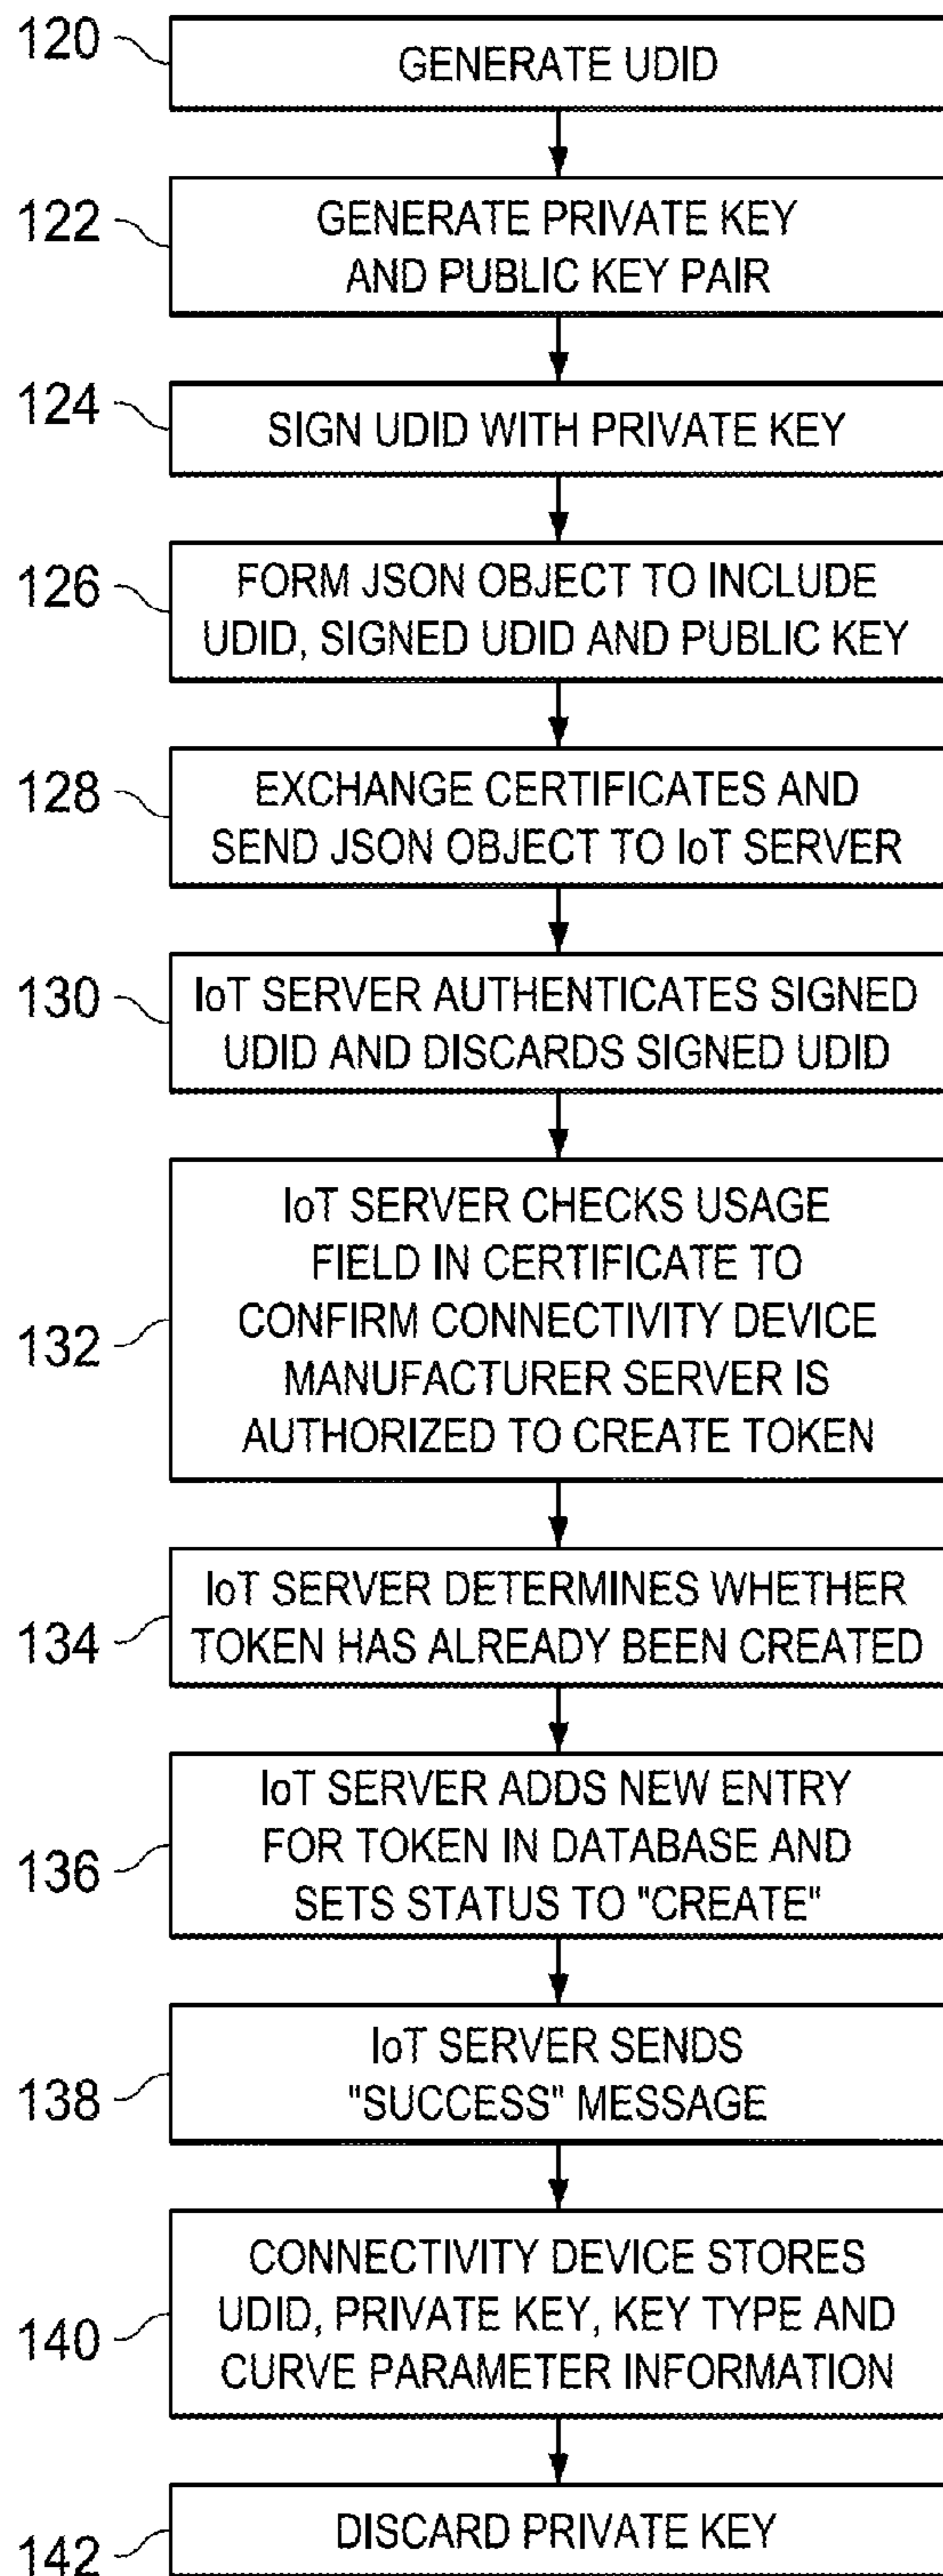 120
GENERATE UDID
122
GENERATE PRIVATE KEY
AND PUBLIC KEY PAIR
124
SIGN UDID WITH PRIVATE KEY
126
FORM JSON OBJECT TO INCLUDE
UDID, SIGNED UDID AND PUBLIC KEY
128
EXCHANGE CERTIFICATES AND
SEND JSON OBJECT TO IoT SERVER
130
IoT SERVER AUTHENTICATES SIGNED
UDID AND DISCARDS SIGNED UDID
132
IoT SERVER CHECKS USAGE
FIELD IN CERTIFICATE TO
CONFIRM CONNECTIVITY DEVICE
MANUFACTURER SERVER IS
AUTHORIZED TO CREATE TOKEN
134
IoT SERVER DETERMINES WHETHER
TOKEN HAS ALREADY BEEN CREATED
136
IoT SERVER ADDS NEW ENTRY
FOR TOKEN IN DATABASE AND
SETS STATUS TO "CREATE"
138
IoT SERVER SENDS
"SUCCESS" MESSAGE
140
CONNECTIVITY DEVICE STORES
UDID, PRIVATE KEY, KEY TYPE AND
CURVE PARAMETER INFORMATION
142
DISCARD PRIVATE KEY